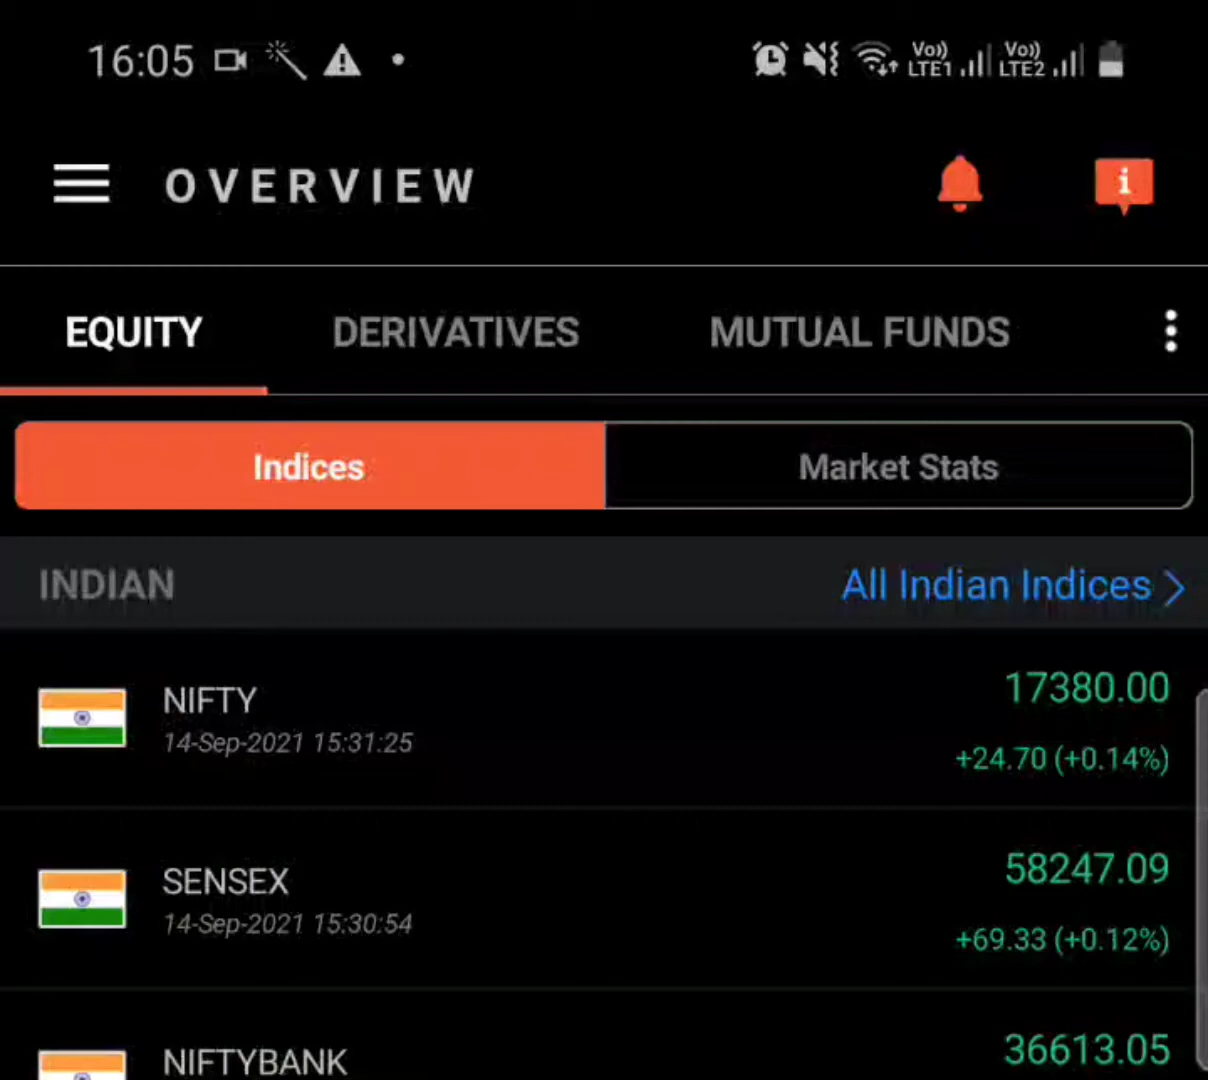 16:05 Vo)) LTE1 Vo)) LTE2
OVERVIEW i
EQUITY DERIVATIVES MUTUAL FUNDS
Indices Market Stats
INDIAN All Indian Indices
NIFTY 17380.00
14-Sep-2021 15:31:25 +24.70 (+0.14%)
SENSEX 58247.09
14-Sep-2021 15:30:54 +69.33 (+0.12%)
NIFTYBANK 36613.05